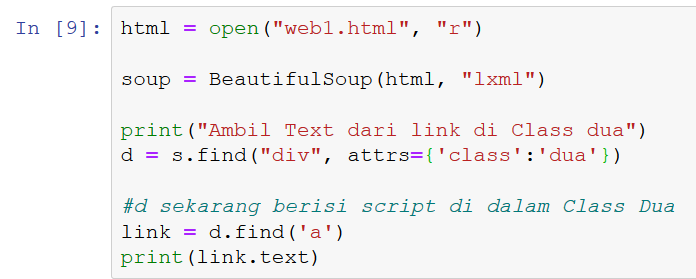 In [9]: html = open("web1.html", "r")
soup = BeautifulSoup(html, "lxml")
print("Ambil Text dari link di Class dua")
d = s.find("div", attrs={'class':'dua'})
#d sekarang berisi script di dalam Class Dua
link = d.find('a')
print(link.text)